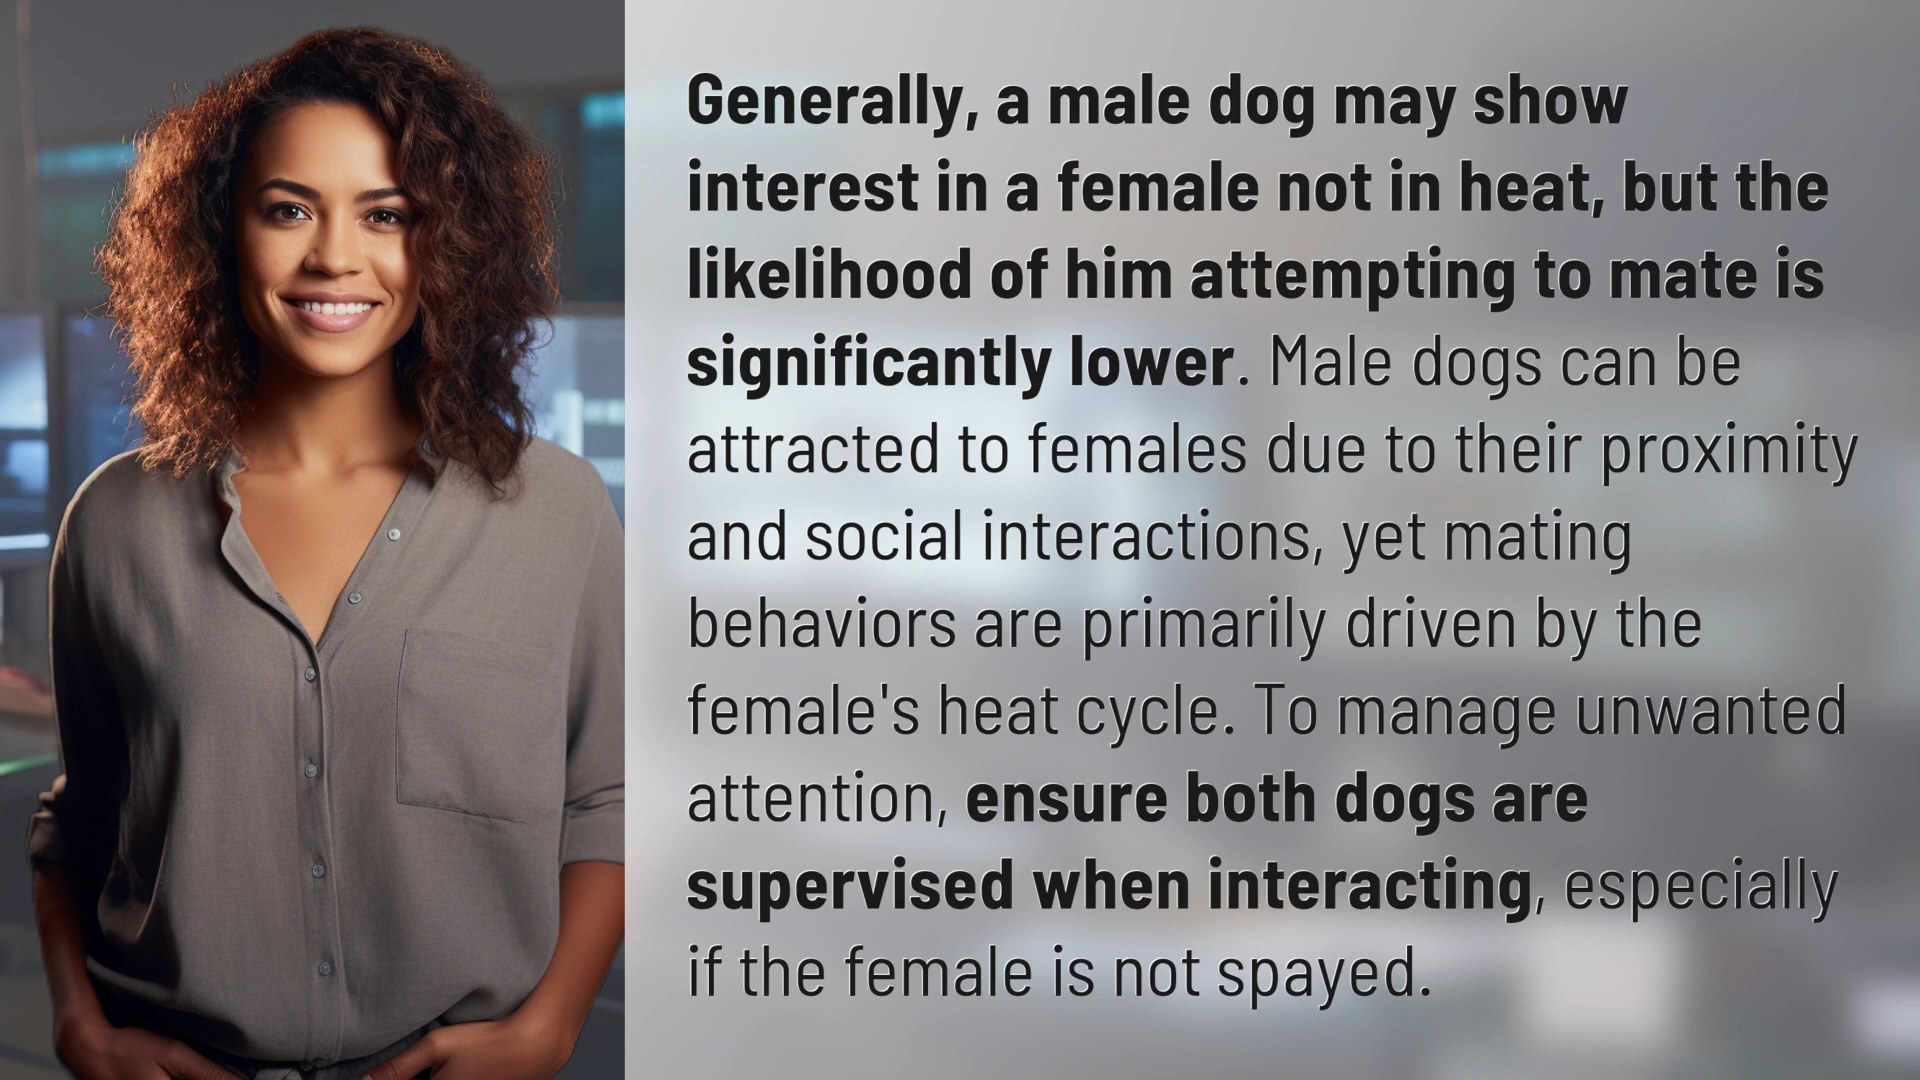 Generally, a male dog may show
interest in a female not in heat, but the
likelihood of him attempting to mate is
significantly lower. Male dogs can be
attracted to females due to their proximity
and social interactions, yet mating
behaviors are primarily driven by the
female's heat cycle. To manage unwanted
attention, ensure both dogs are
supervised when interacting, especially
if the female is not spayed.